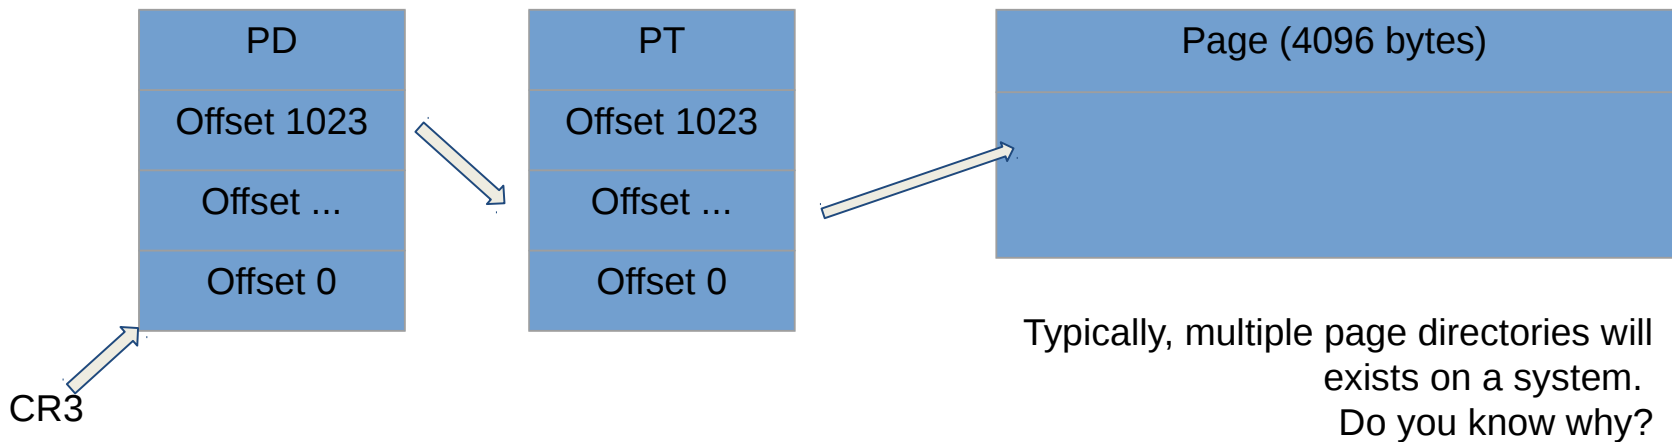 PD
Offset 1023
Offset ...
Offset 0
CR3
PT
Offset 1023
Offset ...
Offset 0
Page (4096 bytes)
Typically, multiple page directories will
exists on a system.
Do you know why?